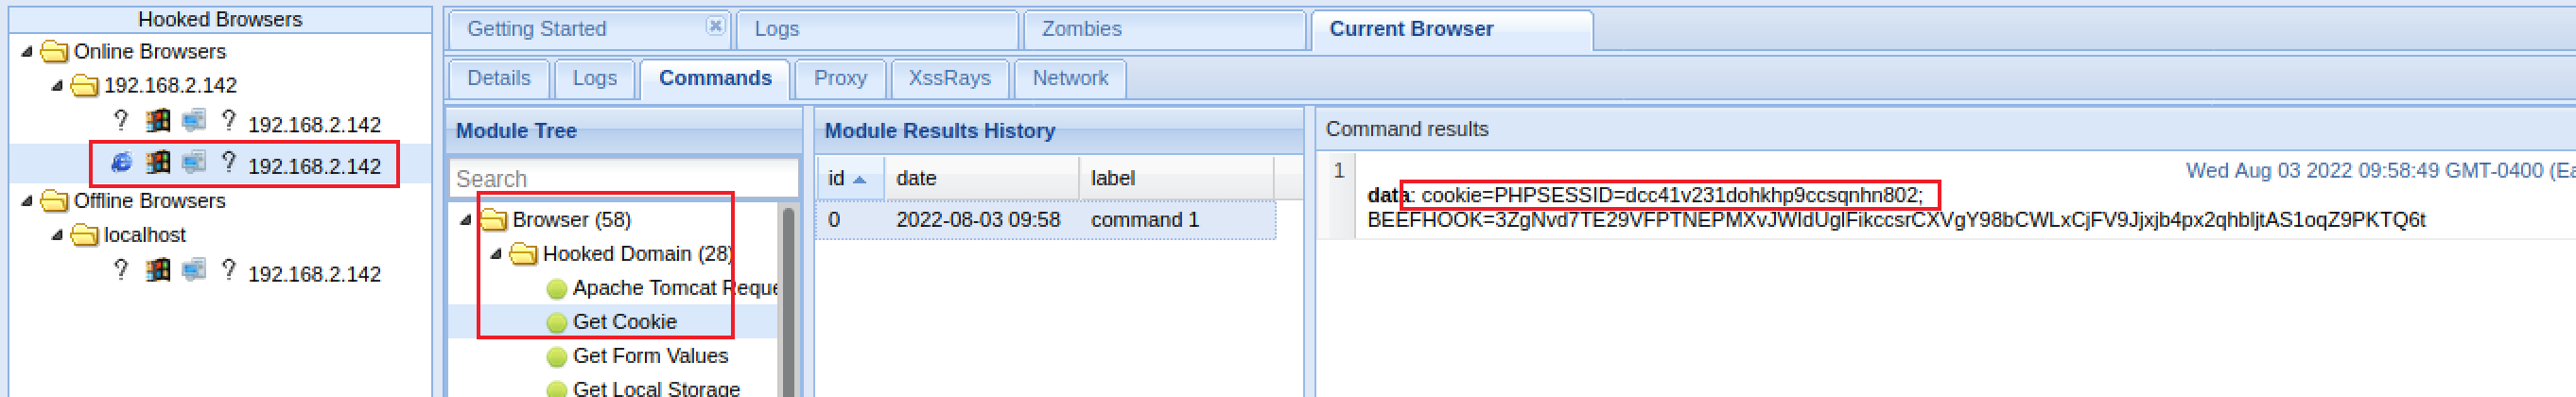 Hooked Browsers
Online Browsers
192.168.2.142
? ? 192.168.2.142
? 192.168.2.142
Offline Browsers
localhost
? ? 192.168.2.142
Getting Started
Logs
Zombies
Current Browser
Details
Logs
Commands
Proxy
XssRays
Network
Module Tree
Search
Browser (58)
Hooked Domain (28)
Apache Tomcat Reque
Get Cookie
Get Form Values
Get Local Storage
Module Results History
id date label
0 2022-08-03 09:58 command 1
Command results
1
Wed Aug 03 2022 09:58:49 GMT-0400 (Ea
data: cookie=PHPSESSID=dcc41v231dohkhp9ccsqnhn802;
BEEFHOOK=3ZgNvd7TE29VFPTNEPMXvJWIdUglFikccsrCXVgY98bCWLxCjFV9Jjxjb4px2qhbljtAS1oqZ9PKTQ6t